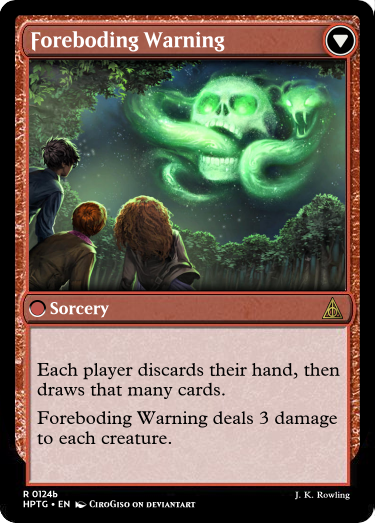 Foreboding Warning
Sorcery
Each player discards their hand, then
draws that many cards.
Foreboding Warning deals 3 damage
to each creature.
R 0124b
HPTG • EN CiroGiso on deviantart
J. K. Rowling